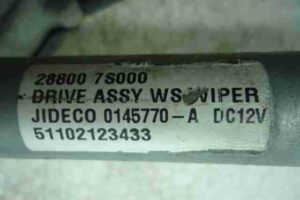 28800 7S000
DRIVE ASSY WS WIPER
JIDECO 0145770-A DC12V
51102123433